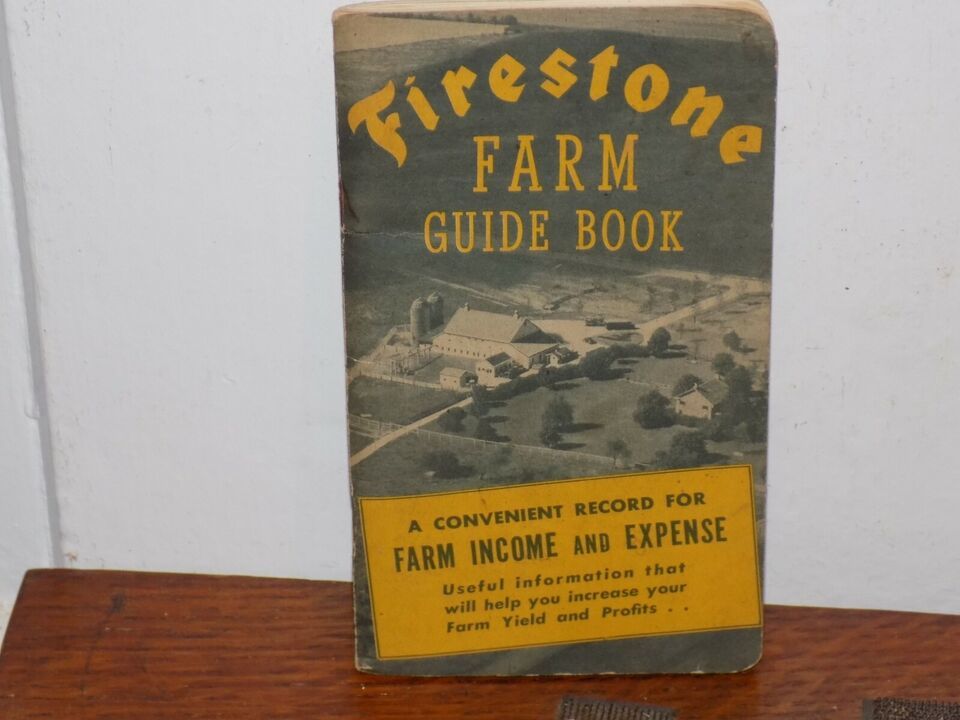 Firestone
FARM
GUIDE BOOK
A CONVENIENT RECORD FOR
FARM INCOME AND EXPENSE
Useful information that
will help you increase your
Farm Yield and Profits . .